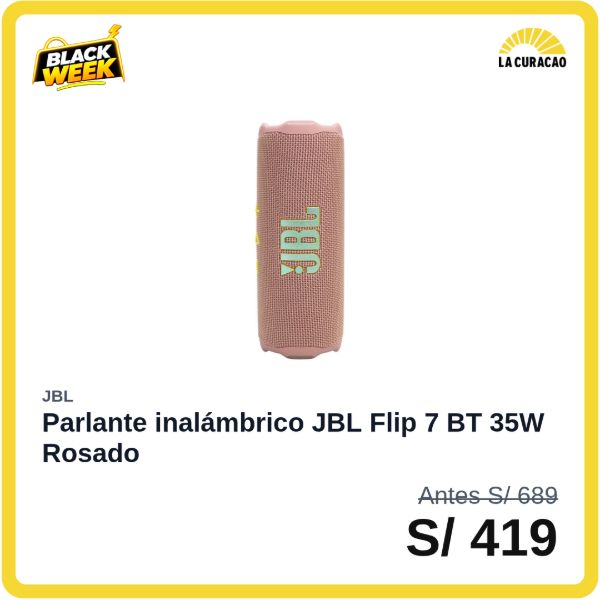 BLACK
WEEK
LA CURACAO
JBL
JBL
Parlante inalámbrico JBL Flip 7 BT 35W
Rosado
Antes S/ 689
S/ 419